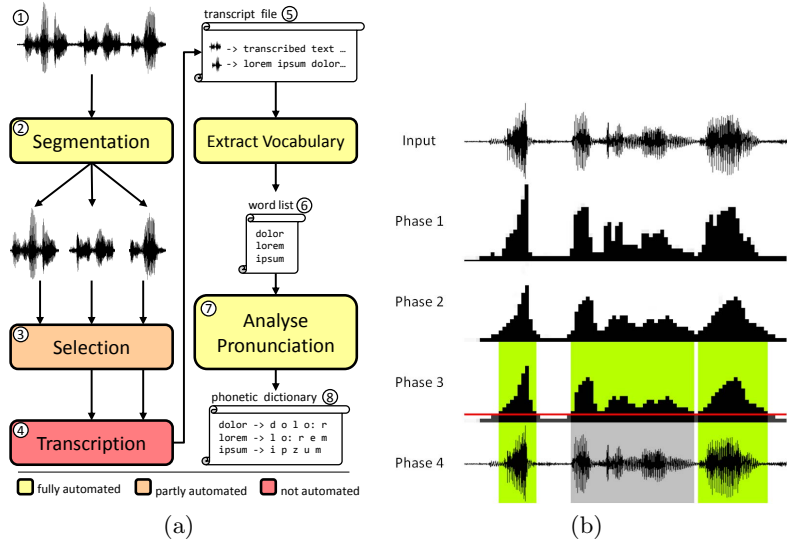 ①
② Segmentation
③ Selection
④ Transcription
transcript file ⑤
-> transcribed text …
-> lorem ipsum dolor…
Extract Vocabulary
word list ⑥
dolor
lorem
ipsum
⑦ Analyse
Pronunciation
phonetic dictionary ⑧
dolor -> d o l o: r
lorem -> l o: r e m
ipsum -> i p z u m
fully automated
partly automated
not automated
(a)
Input
Phase 1
Phase 2
Phase 3
Phase 4
(b)